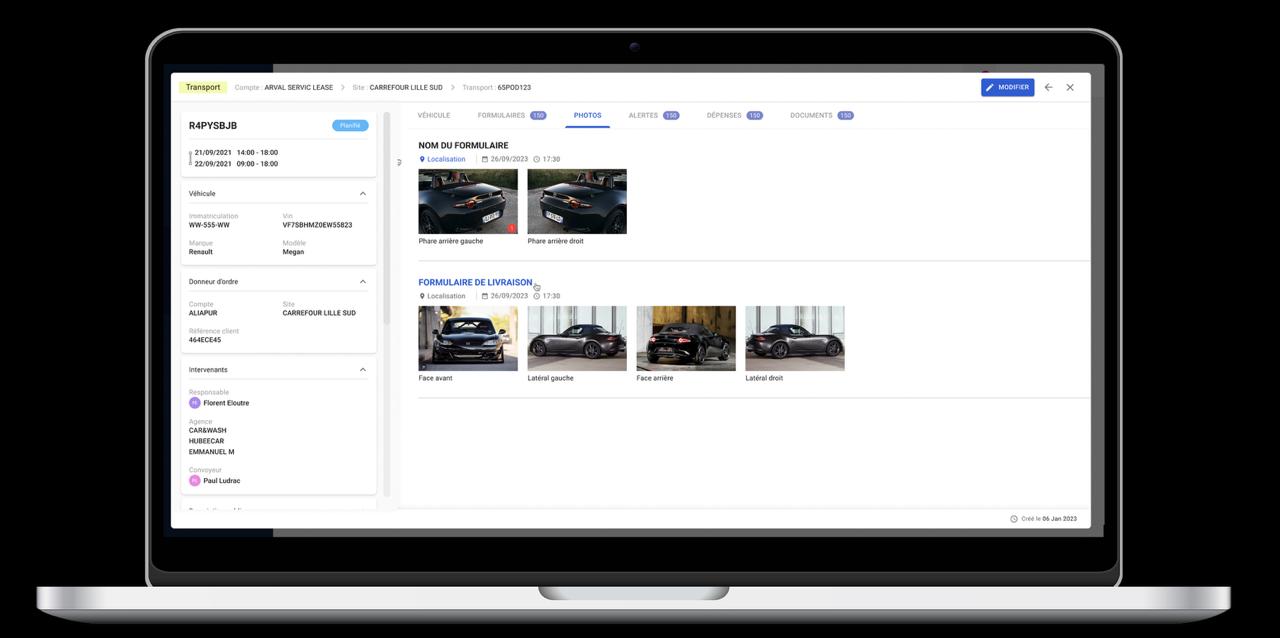 Transport Compte : ARVAL SERVIC LEASE > Site : CARREFOUR LILLE SUD > Transport : 65POD123
MODIFIER
R4PYSBJB Planifié
21/09/2021 14:00 - 18:00
22/09/2021 09:00 - 18:00
Véhicule
Immatriculation Vin
WW-555-WW VF7SBHMZ0EW55823
Marque Modèle
Renault Megan
Donneur d'ordre
Compte Site
ALIAPUR CARREFOUR LILLE SUD
Référence client
464ECE45
Intervenants
Responsable
Florent Eloutre
Agence
CAR&WASH
HUBEECAR
EMMANUEL M
Convoyeur
Paul Ludrac
VÉHICULE FORMULAIRES 150 PHOTOS ALERTES 150 DÉPENSES 150 DOCUMENTS 150
NOM DU FORMULAIRE
Localisation 26/09/2023 17:30
Phare arrière gauche Phare arrière droit
FORMULAIRE DE LIVRAISON
Localisation 26/09/2023 17:30
Face avant Latéral gauche Face arrière Latéral droit
Créé le 06 Jan 2023